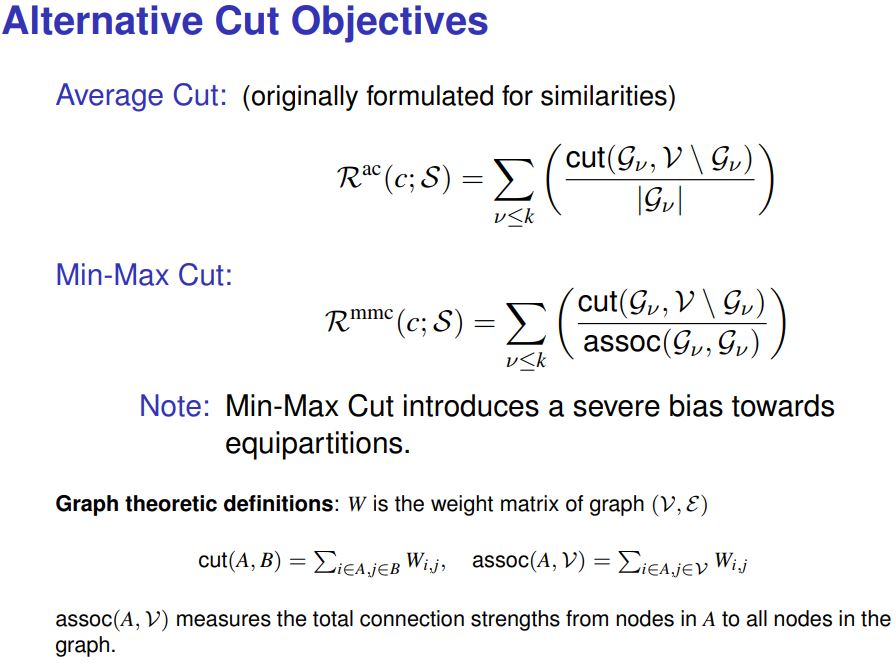 Alternative Cut Objectives
Average Cut: (originally formulated for similarities)
$\mathcal{R}^{\text{ac}}(c; \mathcal{S}) = \sum_{\nu \leq k} \left( \frac{\text{cut}(\mathcal{G}_\nu, \mathcal{V} \setminus \mathcal{G}_\nu)}{|\mathcal{G}_\nu|} \right)$
Min-Max Cut:
$\mathcal{R}^{\text{mmc}}(c; \mathcal{S}) = \sum_{\nu \leq k} \left( \frac{\text{cut}(\mathcal{G}_\nu, \mathcal{V} \setminus \mathcal{G}_\nu)}{\text{assoc}(\mathcal{G}_\nu, \mathcal{G}_\nu)} \right)$
Note: Min-Max Cut introduces a severe bias towards
equipartitions.
Graph theoretic definitions: $W$ is the weight matrix of graph $(\mathcal{V}, \mathcal{E})$
$\text{cut}(A, B) = \sum_{i \in A, j \in B} W_{i,j}, \quad \text{assoc}(A, \mathcal{V}) = \sum_{i \in A, j \in \mathcal{V}} W_{i,j}$
assoc$(A, \mathcal{V})$ measures the total connection strengths from nodes in $A$ to all nodes in the
graph.